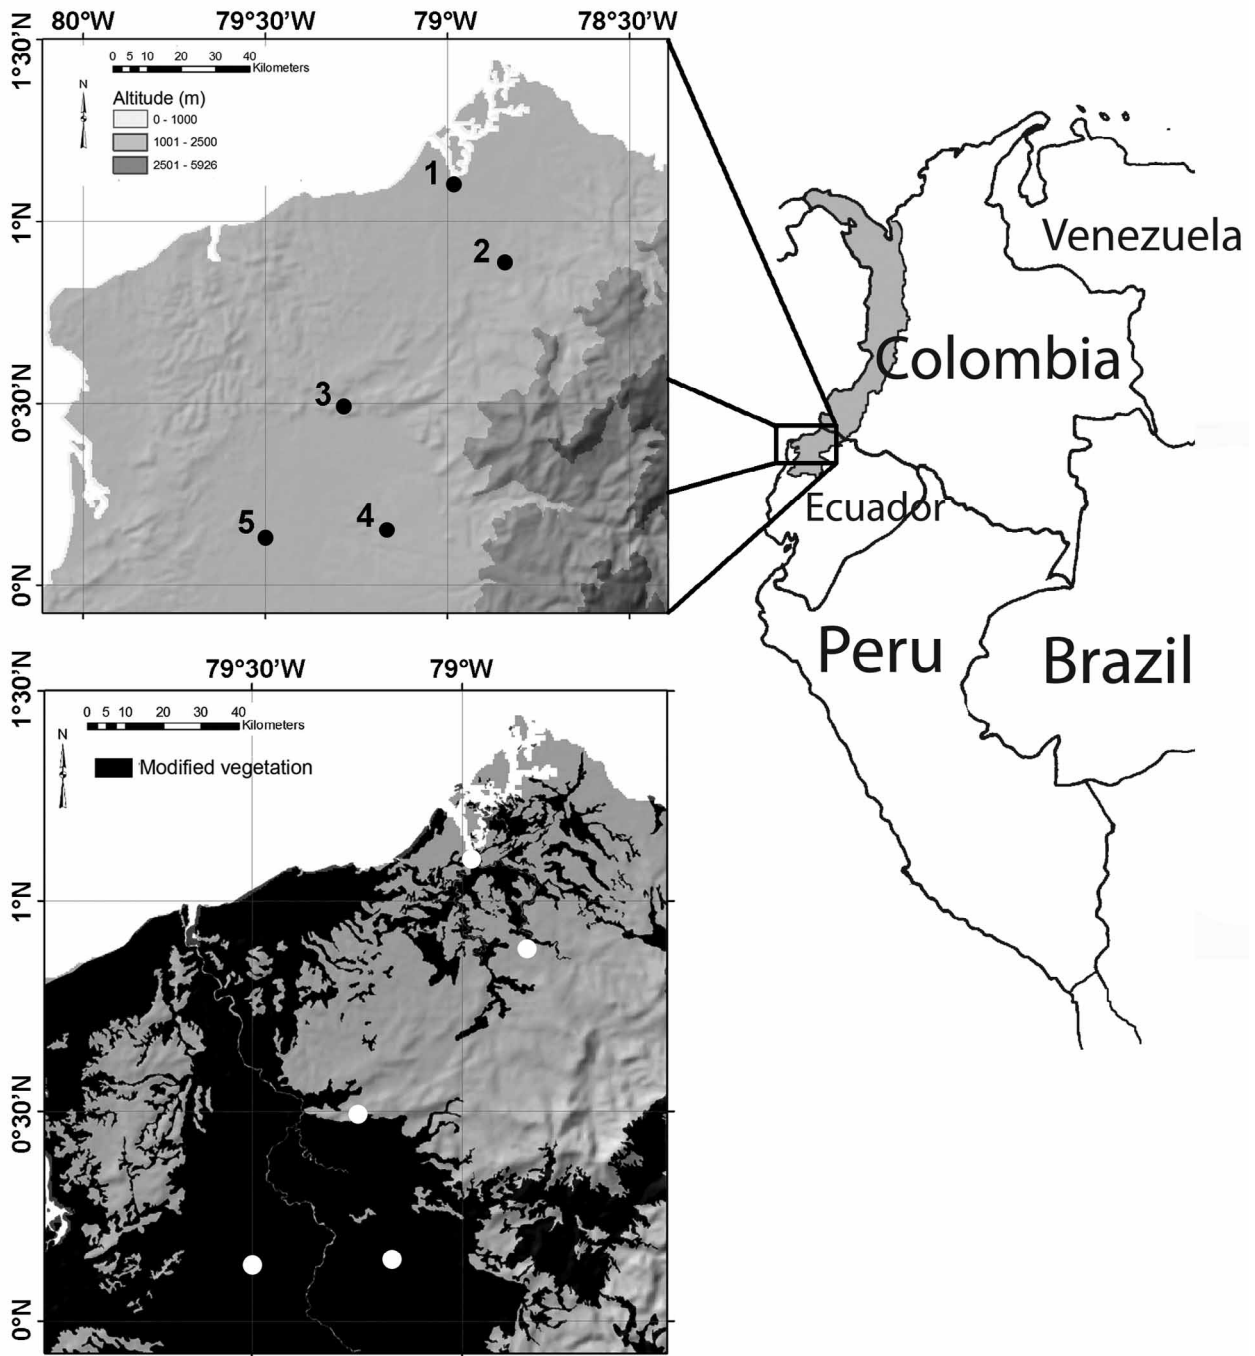 80°W 79°30'W 79°W 78°30'W
1°30'N
1°N
0°30'N
0°N
0 5 10 20 30 40
Kilometers
N
Altitude (m)
0 - 1000
1001 - 2500
2501 - 5926
1
2
3
4
5
Venezuela
Colombia
Ecuador
Peru
Brazil
79°30'W 79°W
1°30'N
1°N
0°30'N
0°N
0 5 10 20 30 40
Kilometers
N
Modified vegetation